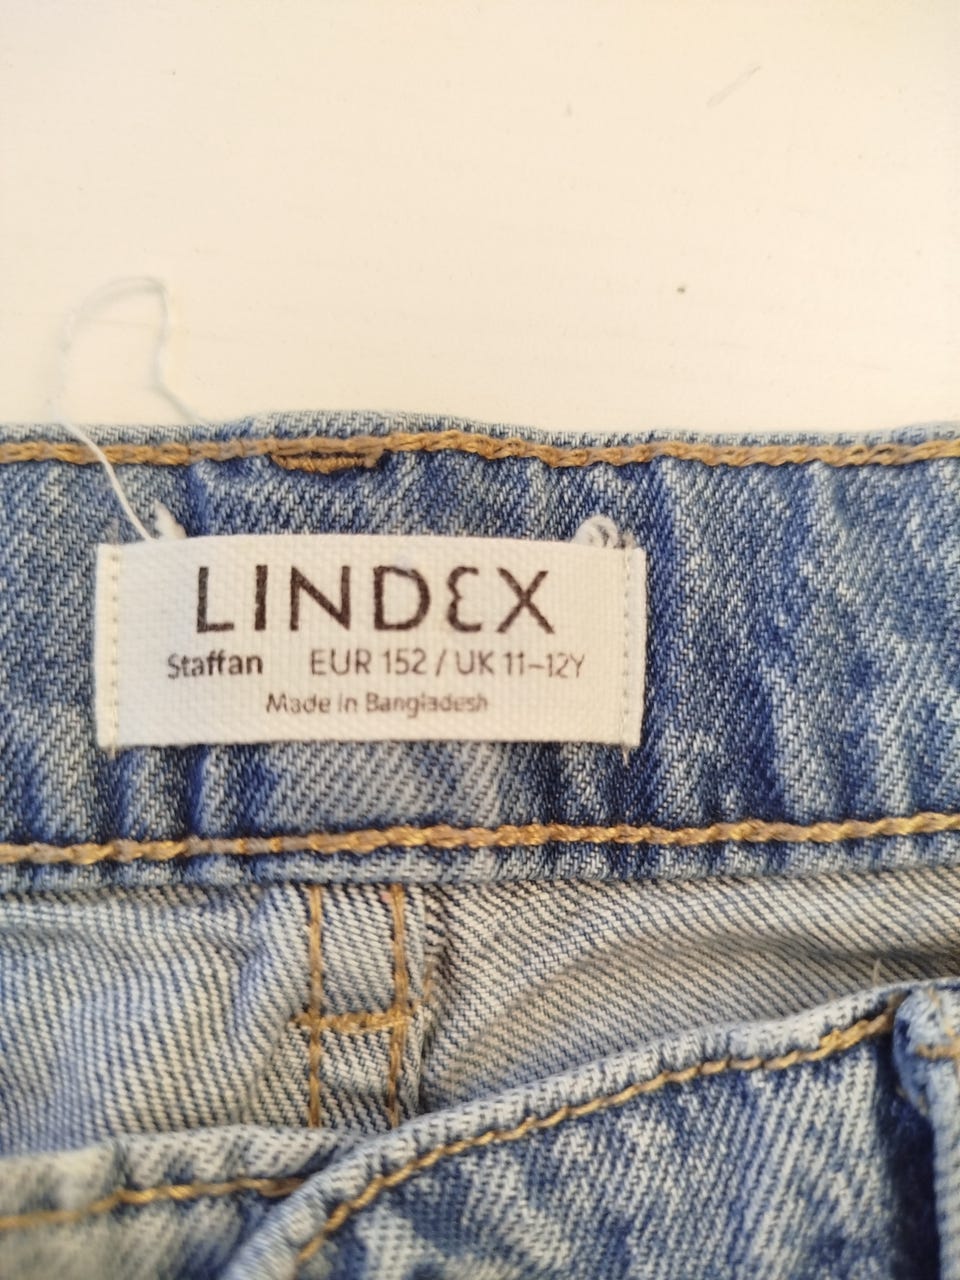 LINDEX
Staffan EUR 152 / UK 11–12Y
Made in Bangladesh